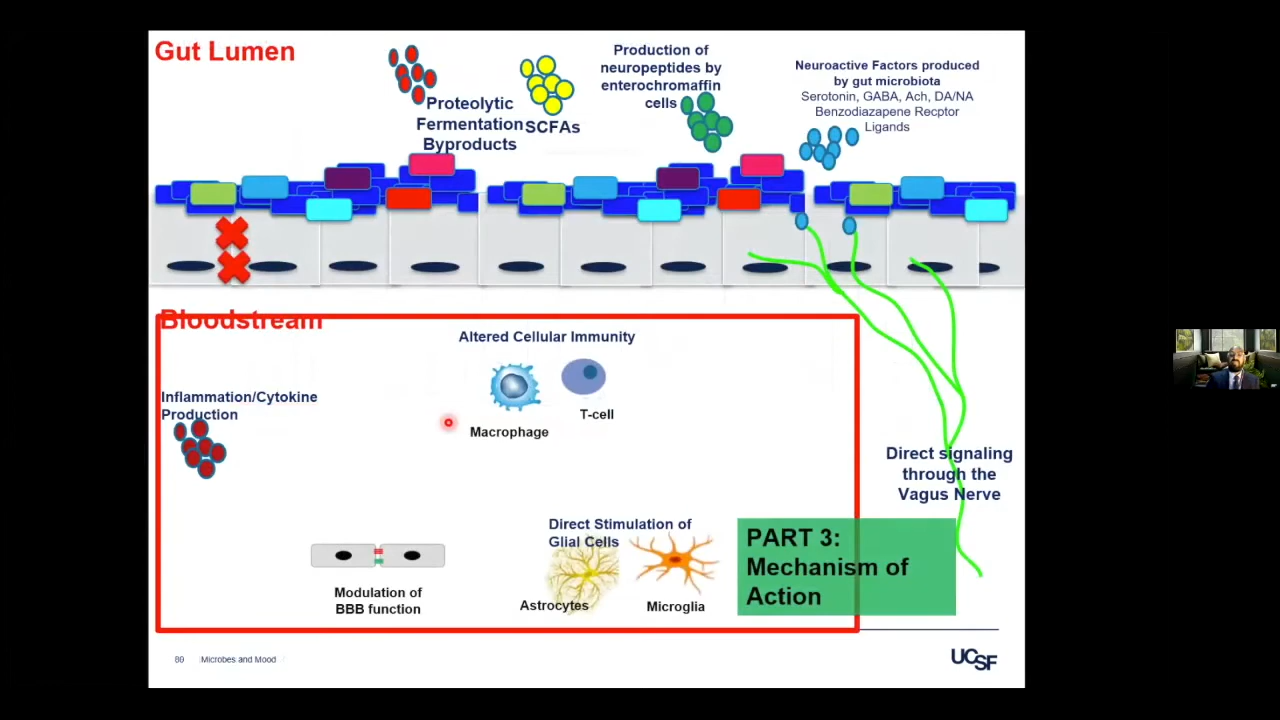 Gut Lumen
Proteolytic
Fermentation
Byproducts
SCFAs
Production of
neuropeptides by
enterochromaffin
cells
Neuroactive Factors produced
by gut microbiota
Serotonin, GABA, Ach, DA/NA
Benzodiazapene Recptor
Ligands
Bloodstream
Altered Cellular Immunity
Macrophage
T-cell
Inflammation/Cytokine
Production
Direct signaling
through the
Vagus Nerve
Modulation of
BBB function
Direct Stimulation of
Glial Cells
Astrocytes
Microglia
PART 3:
Mechanism of
Action
89 Microbes and Mood
UCSF